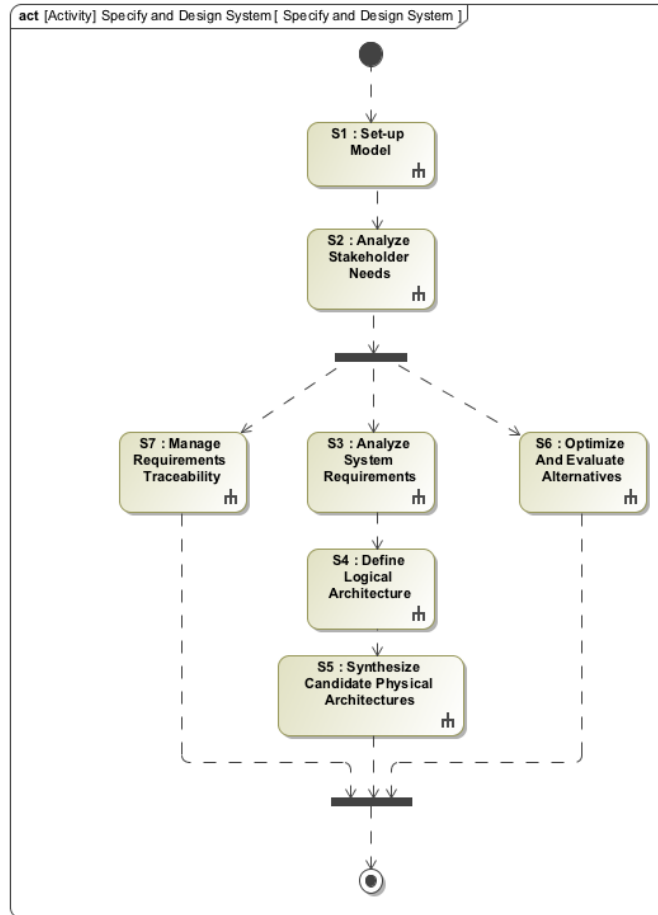 act [Activity] Specify and Design System [ Specify and Design System ]
S1 : Set-up
Model
S2 : Analyze
Stakeholder
Needs
S7 : Manage
Requirements
Traceability
S3 : Analyze
System
Requirements
S6 : Optimize
And Evaluate
Alternatives
S4 : Define
Logical
Architecture
S5 : Synthesize
Candidate Physical
Architectures